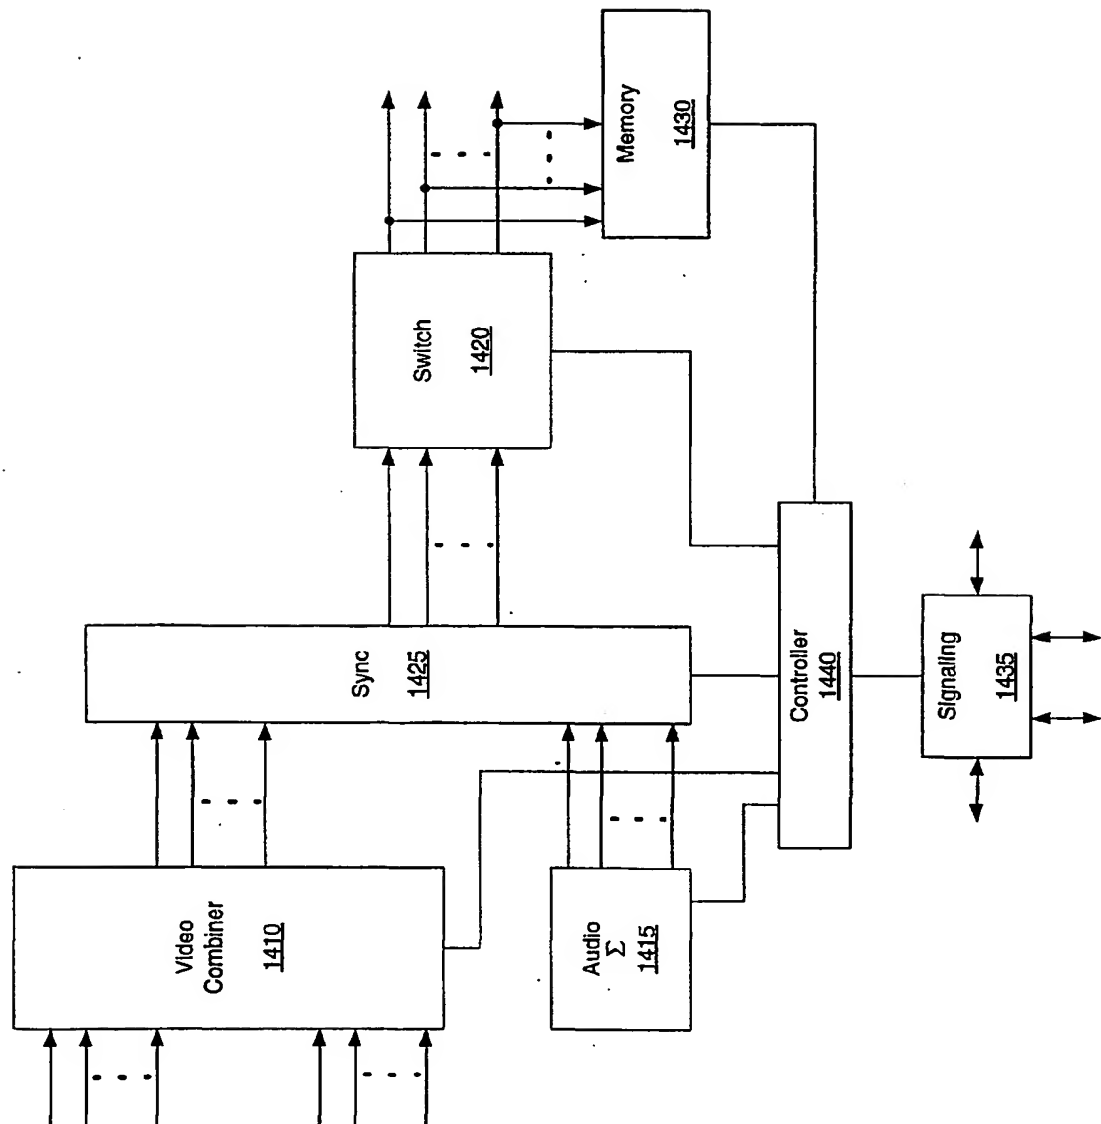 Video
Combiner
1410
Audio
Σ
1415
Sync
1425
Switch
1420
Memory
1430
Controller
1440
Signaling
1435